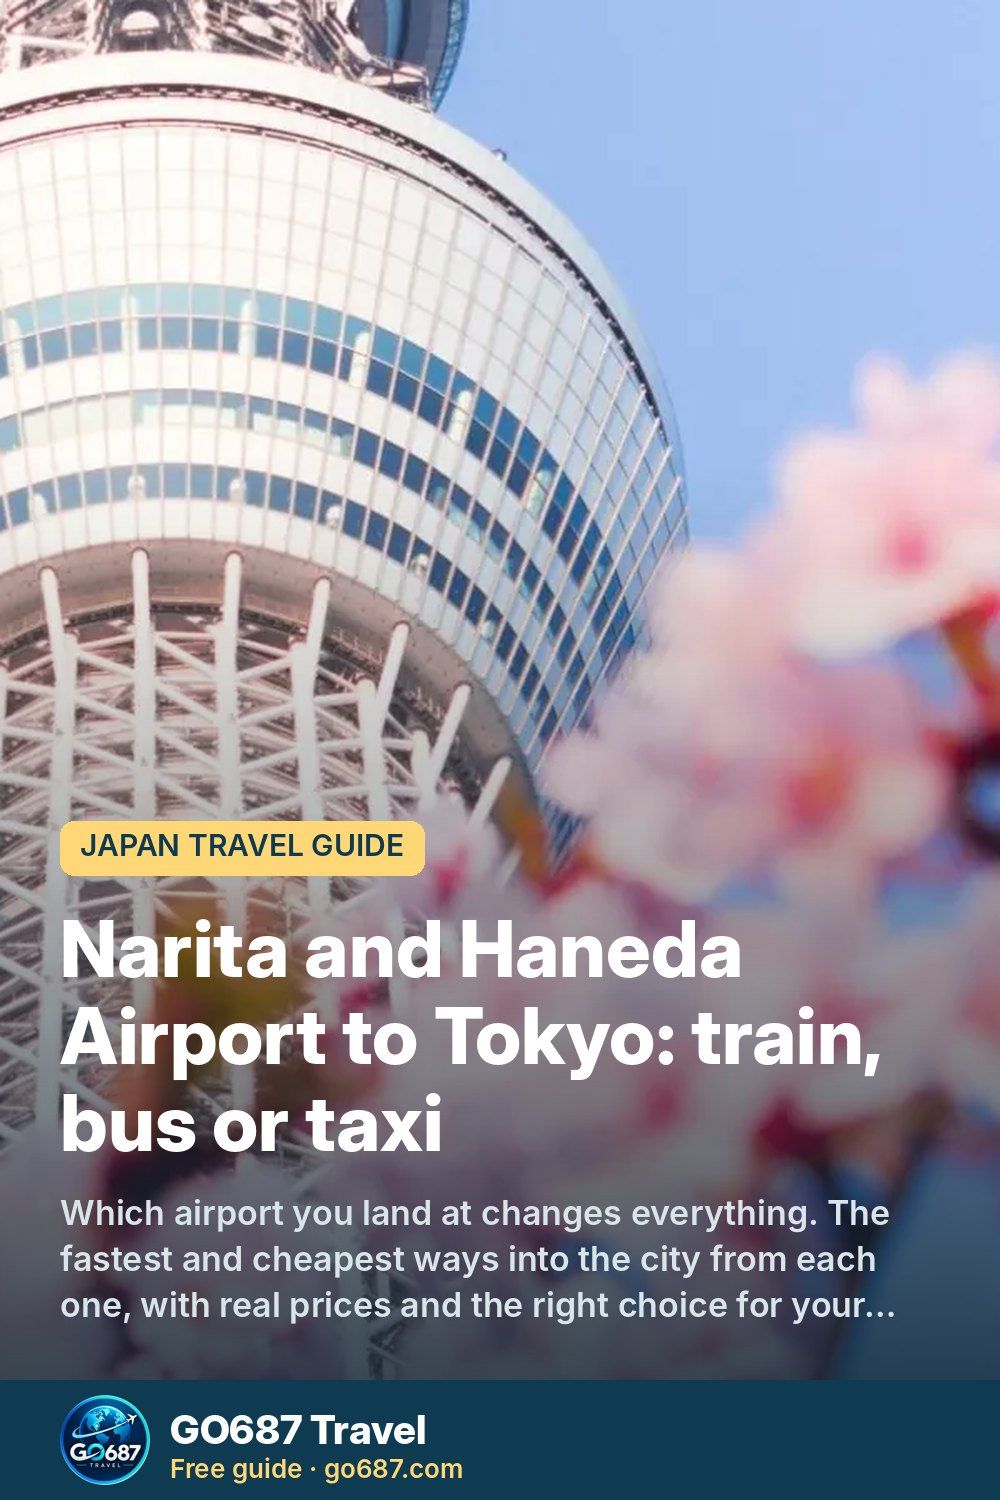 JAPAN TRAVEL GUIDE
Narita and Haneda
Airport to Tokyo: train,
bus or taxi
Which airport you land at changes everything. The
fastest and cheapest ways into the city from each
one, with real prices and the right choice for your...
GO687
TRAVEL
GO687 Travel
Free guide · go687.com